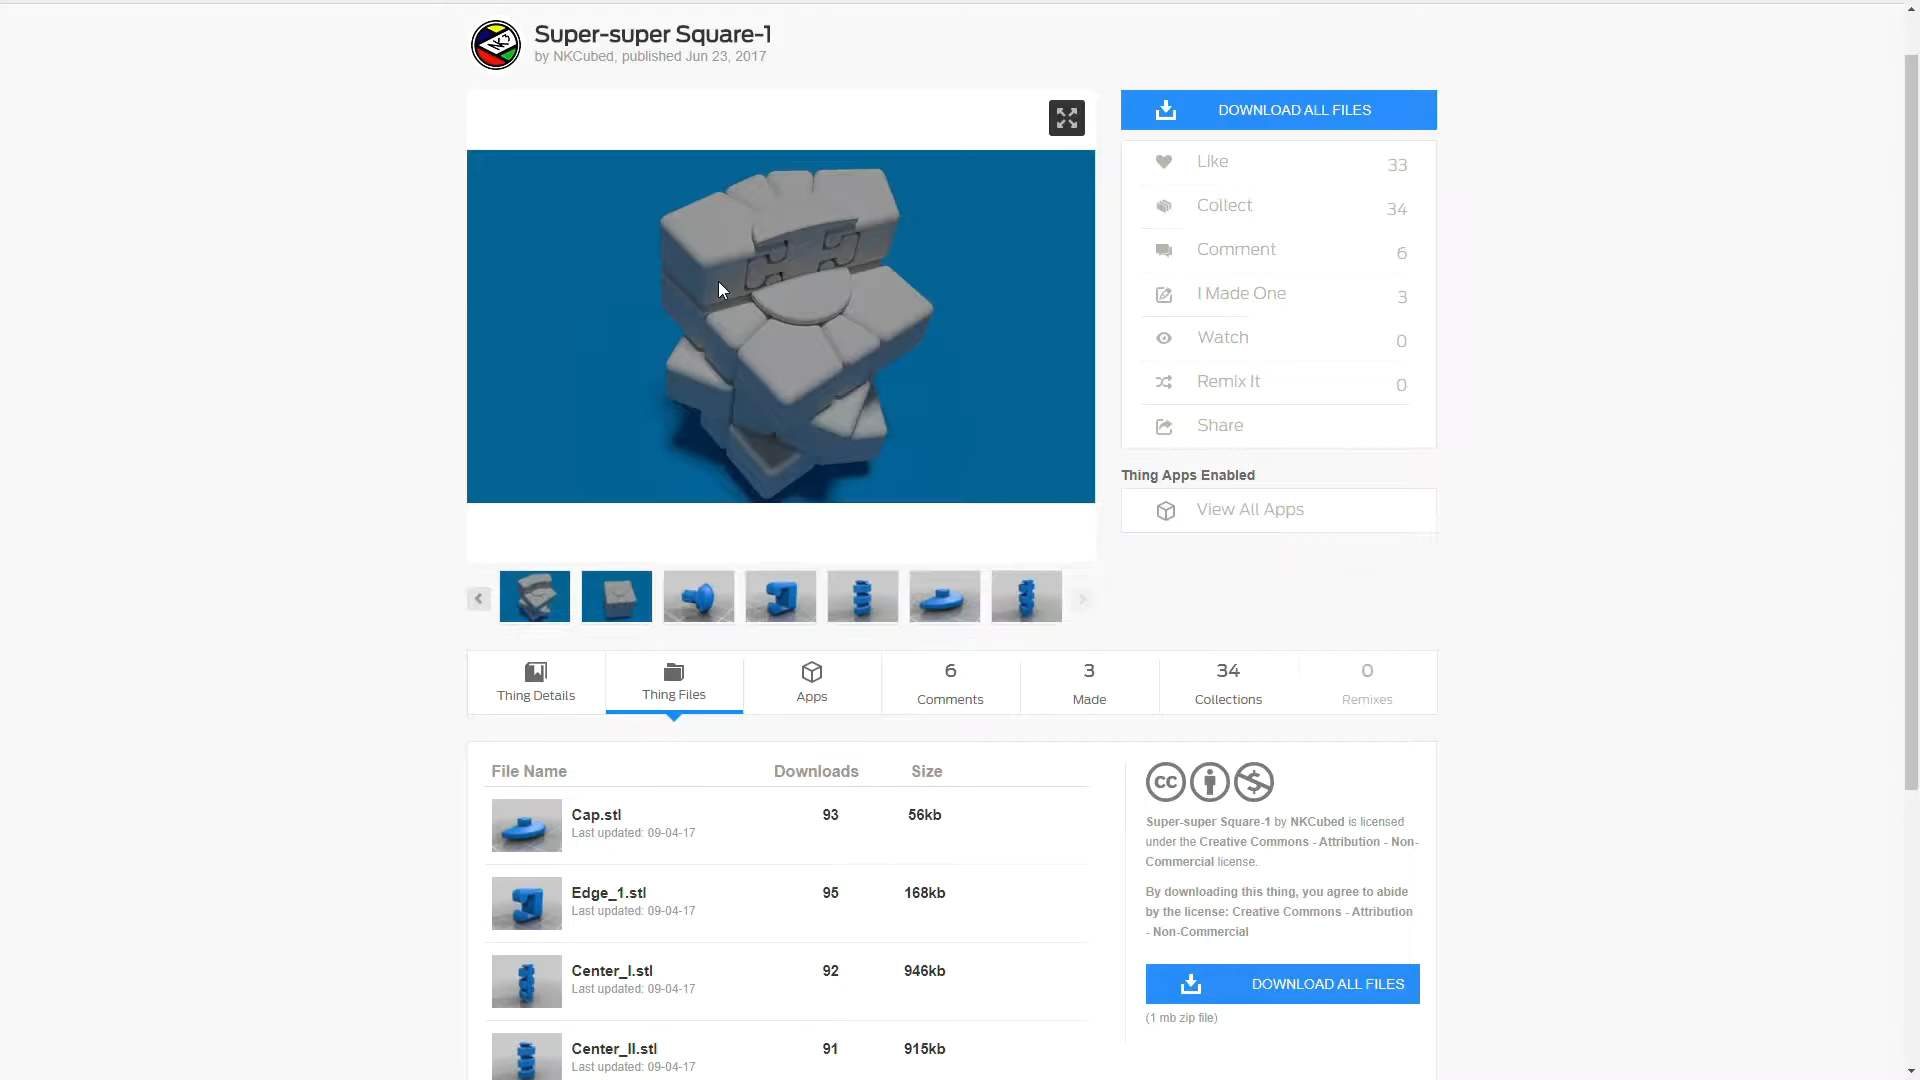 Super-super Square-1
by NKCubed, published Jun 23, 2017
DOWNLOAD ALL FILES
Like 33
Collect 34
Comment 6
I Made One 3
Watch 0
Remix It 0
Share
Thing Apps Enabled
View All Apps
Thing Details
Thing Files
Apps
6
Comments
3
Made
34
Collections
0
Remixes
File Name Downloads Size
Cap.stl 93 56kb
Last updated: 09-04-17
Edge_1.stl 95 168kb
Last updated: 09-04-17
Center_I.stl 92 946kb
Last updated: 09-04-17
Center_II.stl 91 915kb
Last updated: 09-04-17
cc
Super-super Square-1 by NKCubed is licensed
under the Creative Commons - Attribution - Non-
Commercial license.
By downloading this thing, you agree to abide
by the license: Creative Commons - Attribution
- Non-Commercial
DOWNLOAD ALL FILES
(1 mb zip file)